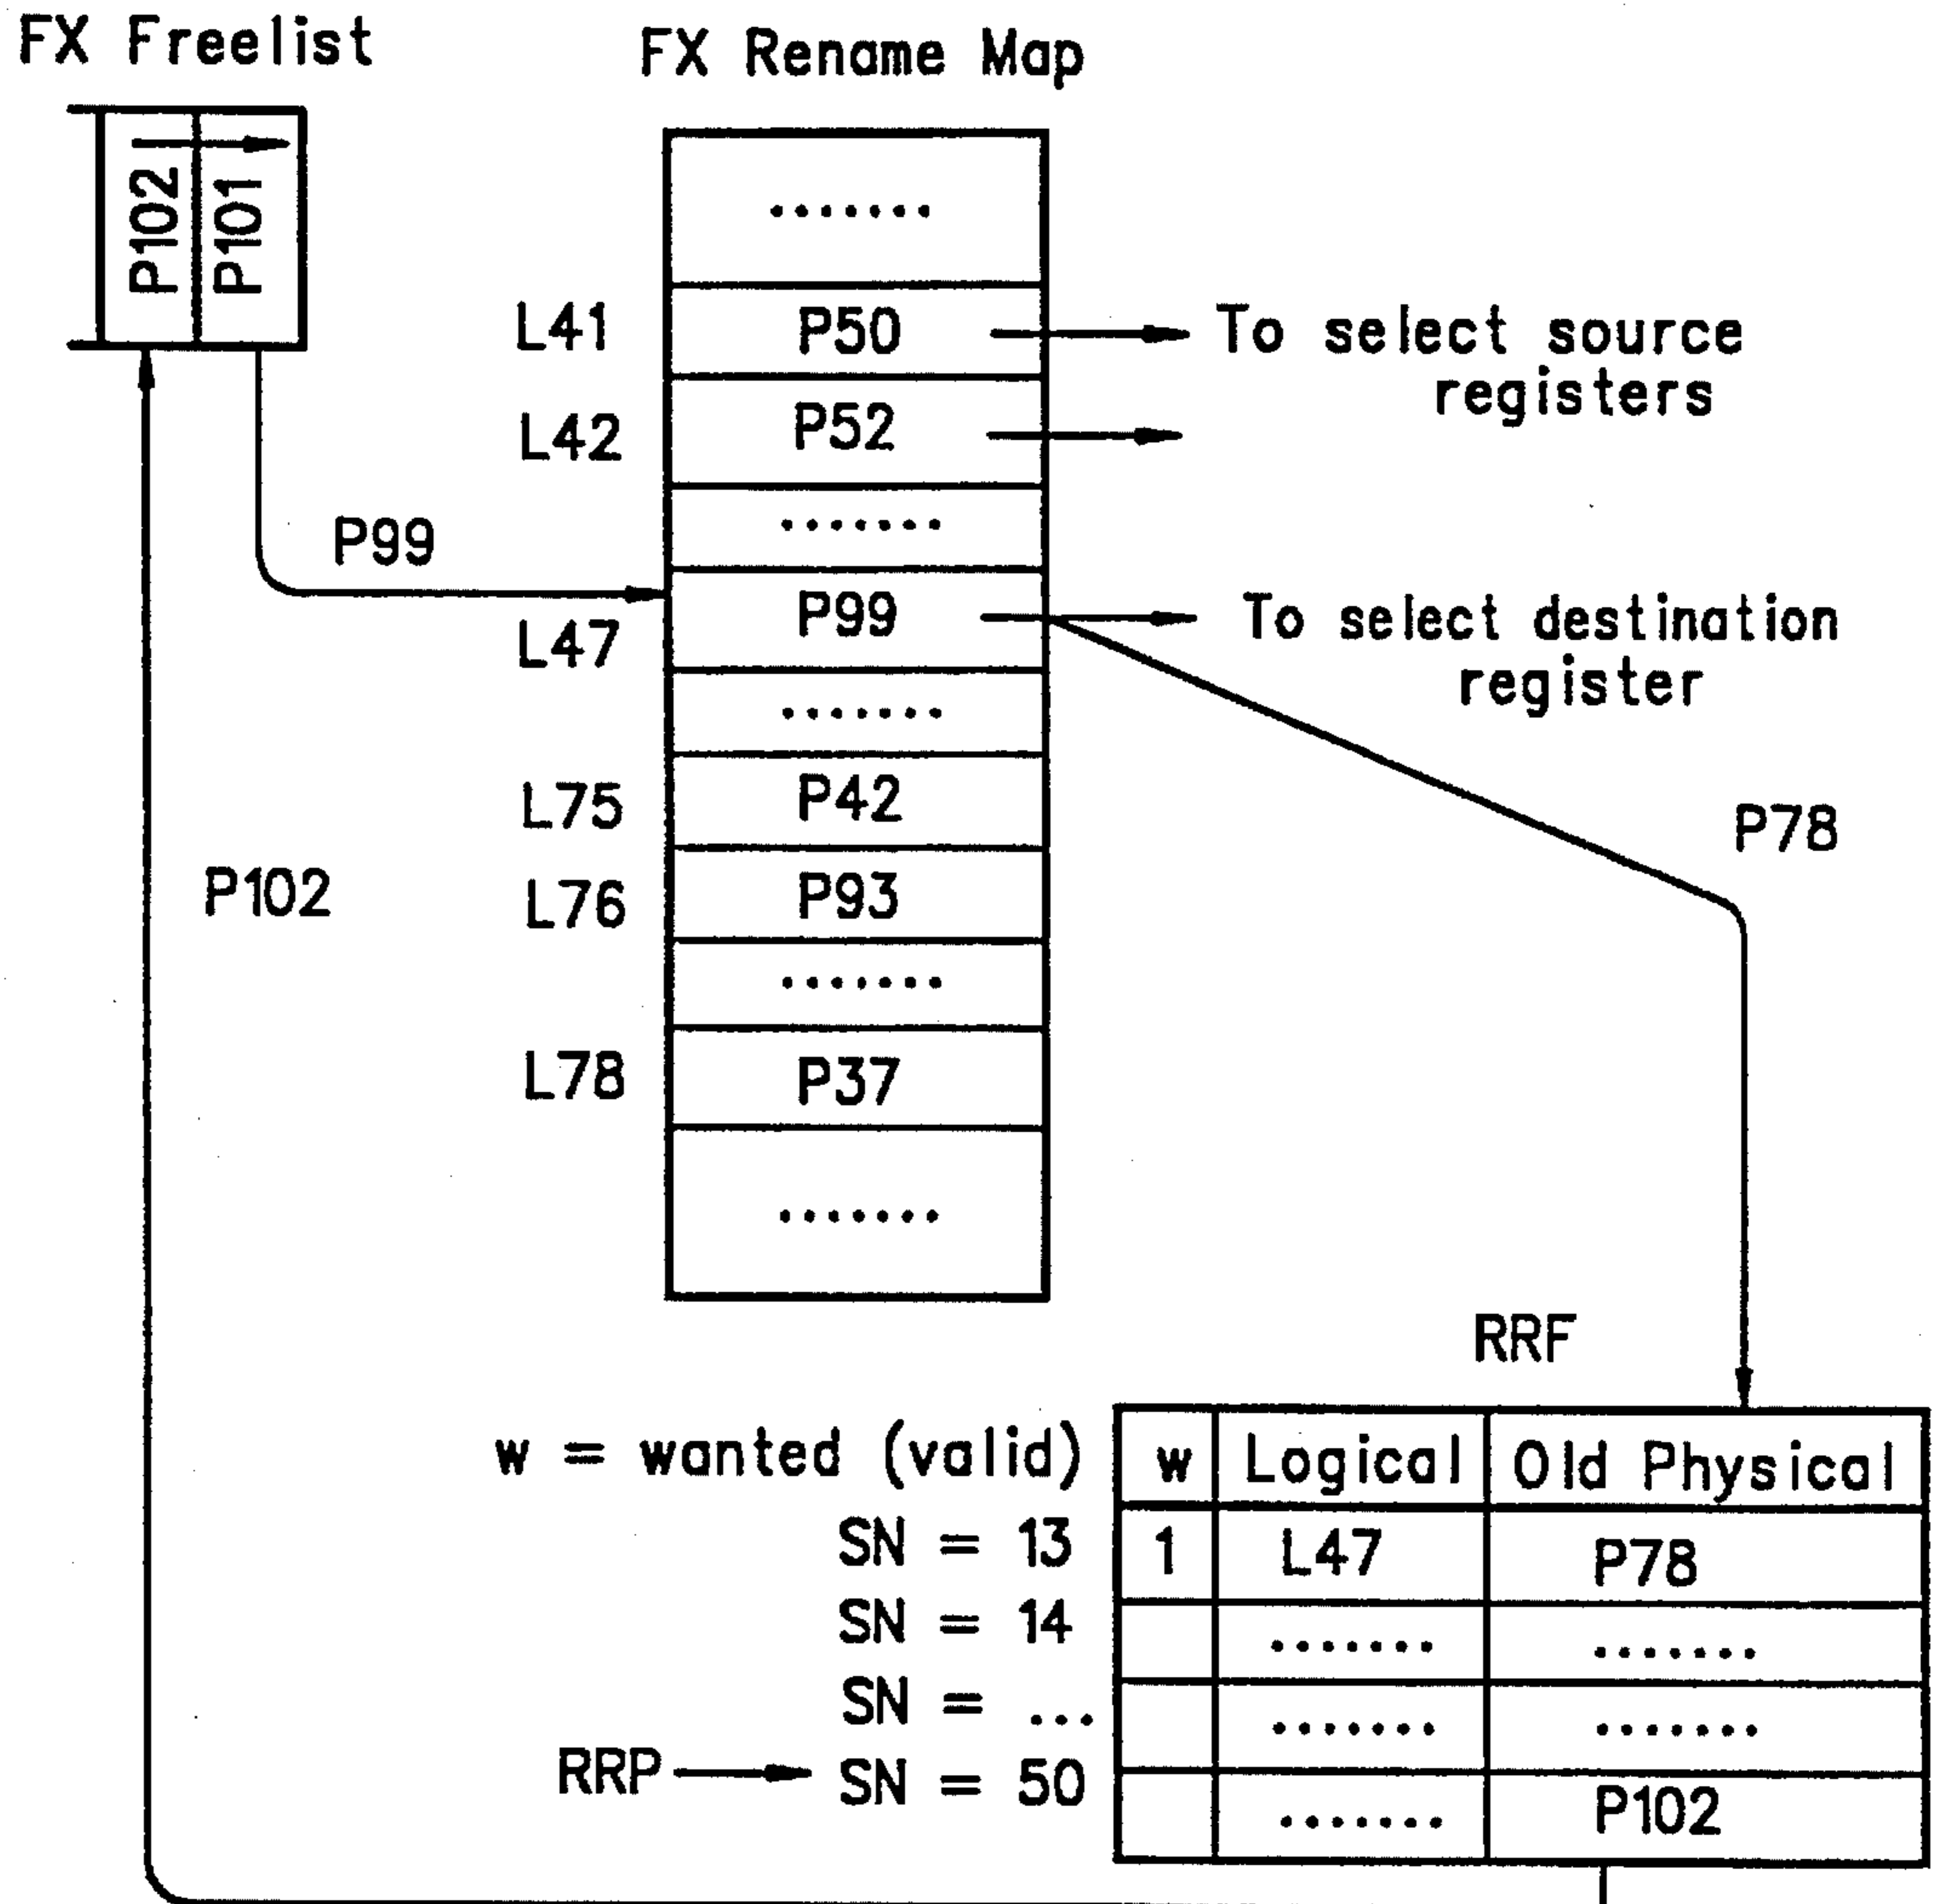 FX Freelist
FX Rename Map
P102
P101
.......
L41 P50 To select source
registers
L42 P52
.......
P99
L47 P99 To select destination
register
.......
L75 P42
P78
P102
L76 P93
.......
L78 P37
.......
RRF
w = wanted (valid) w Logical Old Physical
SN = 13 1 L47 P78
SN = 14 ....... .......
SN = ... ....... .......
RRP SN = 50 ....... P102